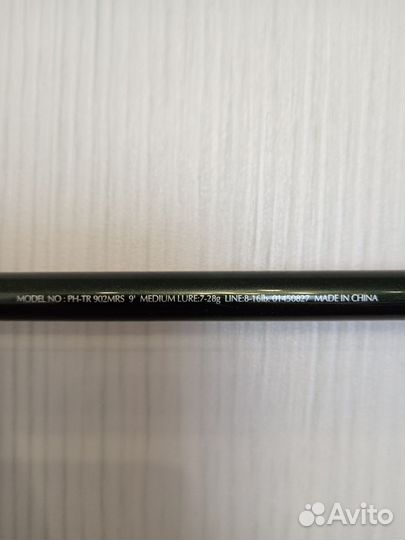 MODEL NO : PH-TR 902MRS 9' MEDIUM LURE:7-28g LINE:8-16lb. 01450827 MADE IN CHINA
Avito